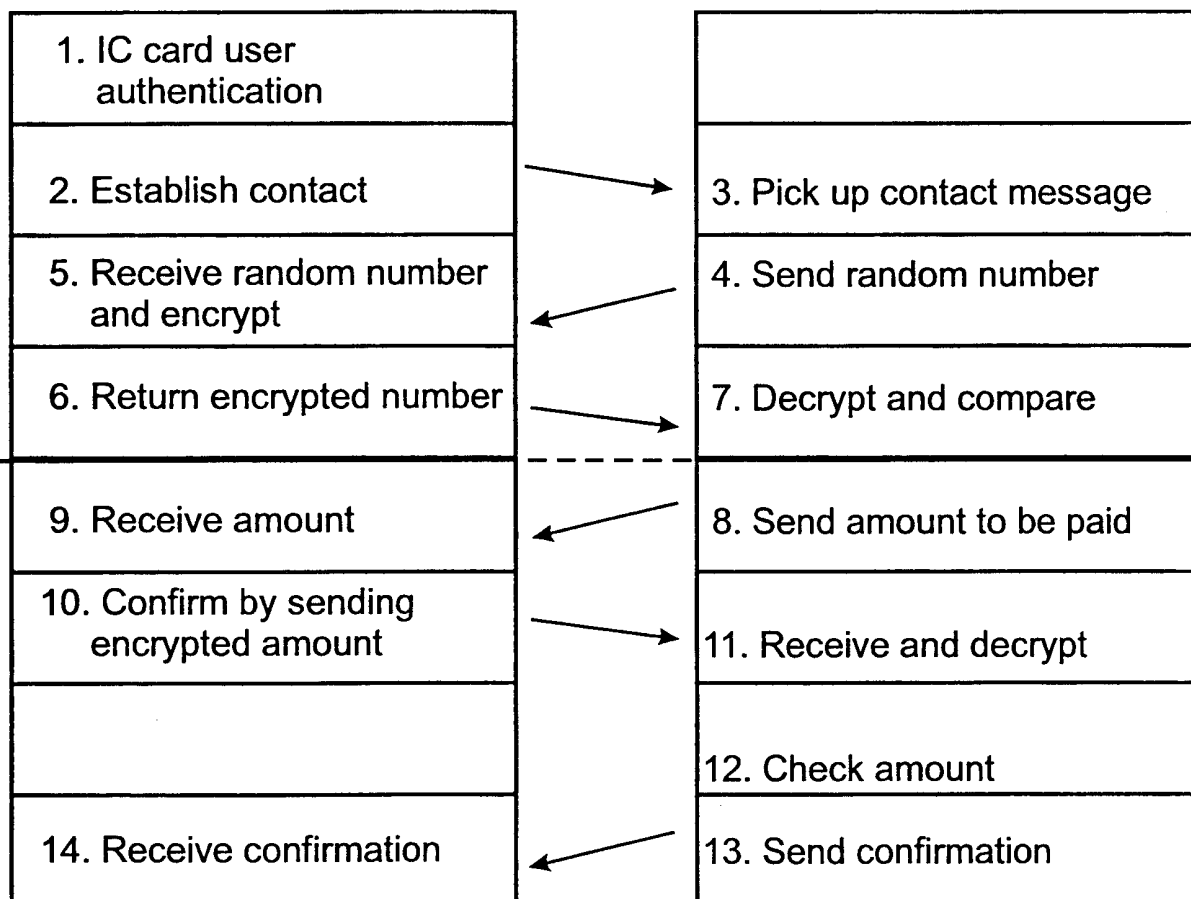 1. IC card user
authentication
2. Establish contact
3. Pick up contact message
5. Receive random number
and encrypt
4. Send random number
6. Return encrypted number
7. Decrypt and compare
9. Receive amount
8. Send amount to be paid
10. Confirm by sending
encrypted amount
11. Receive and decrypt
12. Check amount
14. Receive confirmation
13. Send confirmation